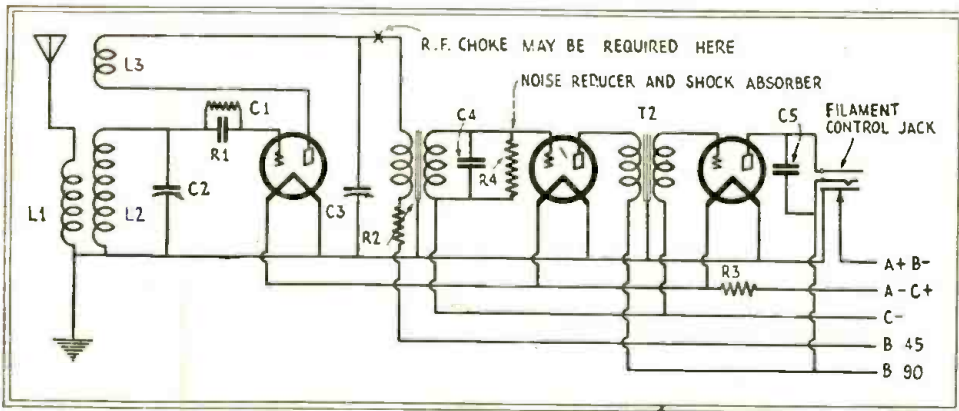 R.F. CHOKE MAY BE REQUIRED HERE
NOISE REDUCER AND SHOCK ABSORBER
FILAMENT
CONTROL JACK
L3
C1
R1
C4
T2
C5
R4
L1
L2
C2
C3
R2
R3
A+ B-
A-C+
C-
B 45
B 90